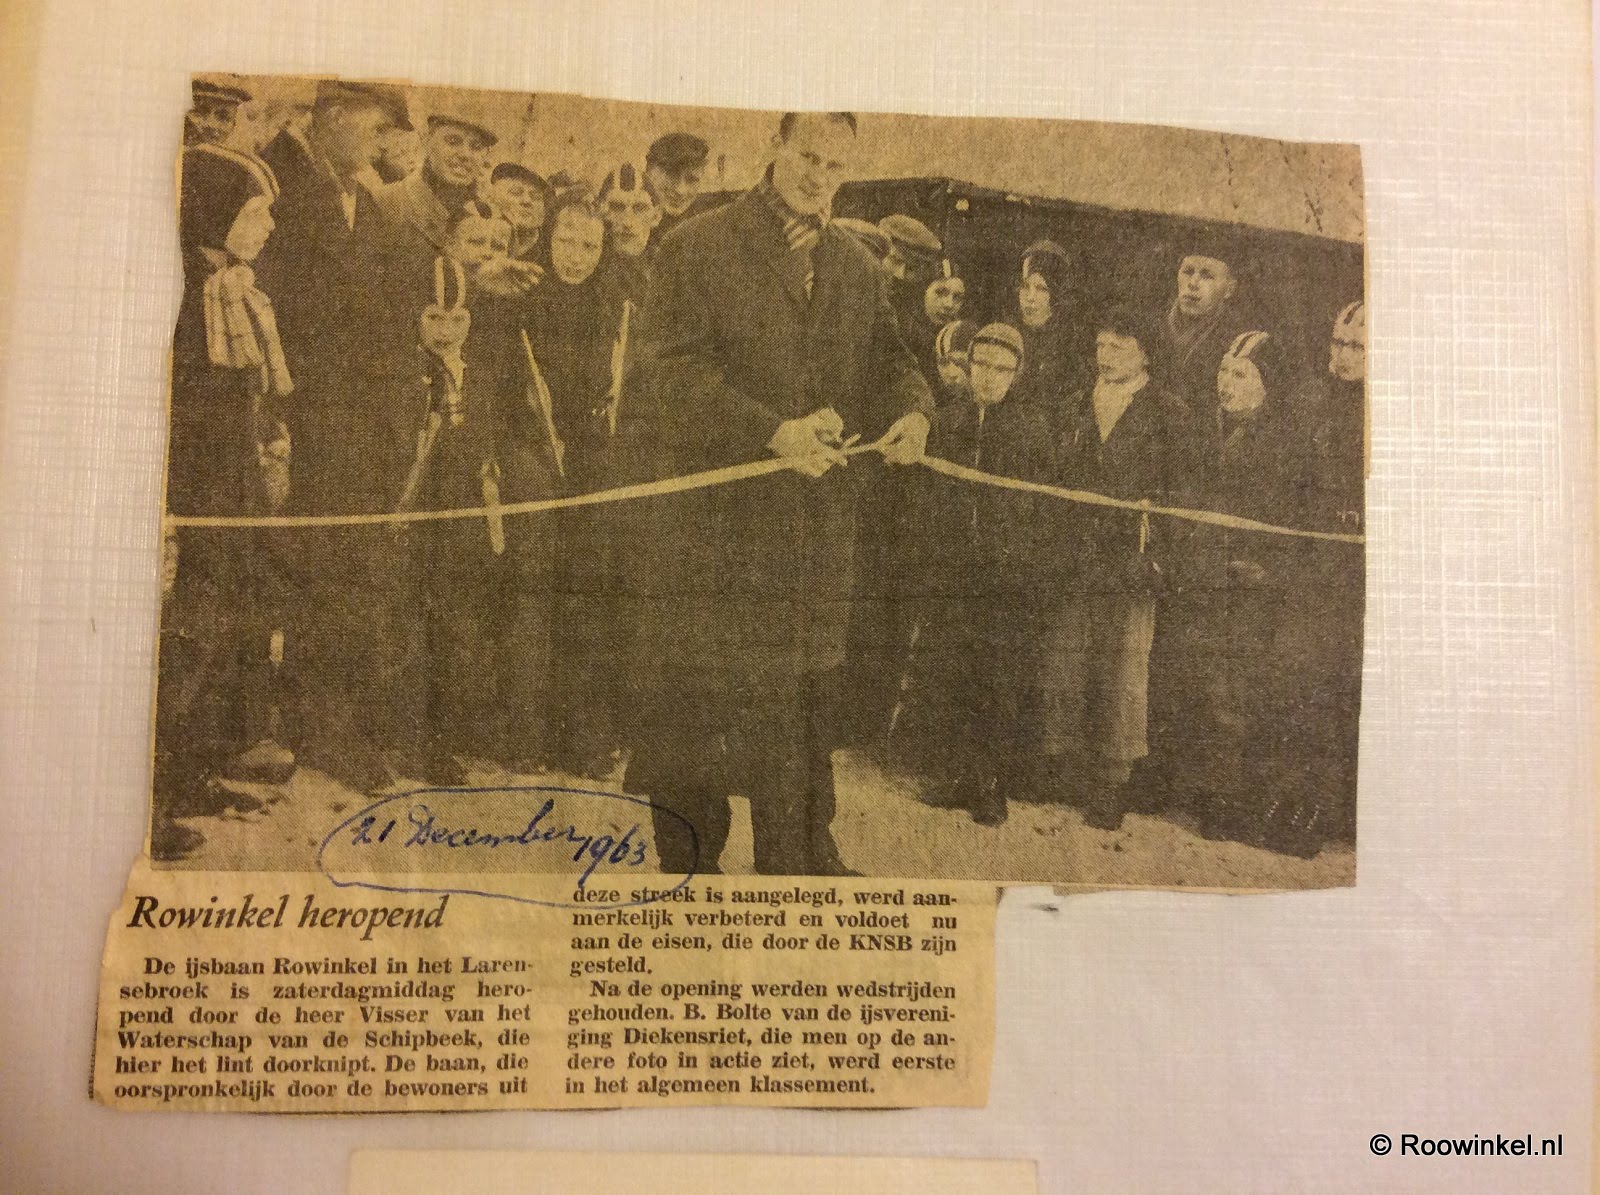 21 December 1963
Rowinkel heropend
De ijsbaan Rowinkel in het Laren-
sebroek is zaterdagmiddag hero-
pend door de heer Visser van het
Waterschap van de Schipbeek, die
hier het lint doorknipt. De baan, die
oorspronkelijk door de bewoners uit
deze streek is aangelegd, werd aan-
merkelijk verbeterd en voldoet nu
aan de eisen, die door de KNSB zijn
gesteld.
Na de opening werden wedstrijden
gehouden. B. Bolte van de ijsvereni-
ging Diekensriet, die men op de an-
dere foto in actie ziet, werd eerste
in het algemeen klassement.
© Roowinkel.nl